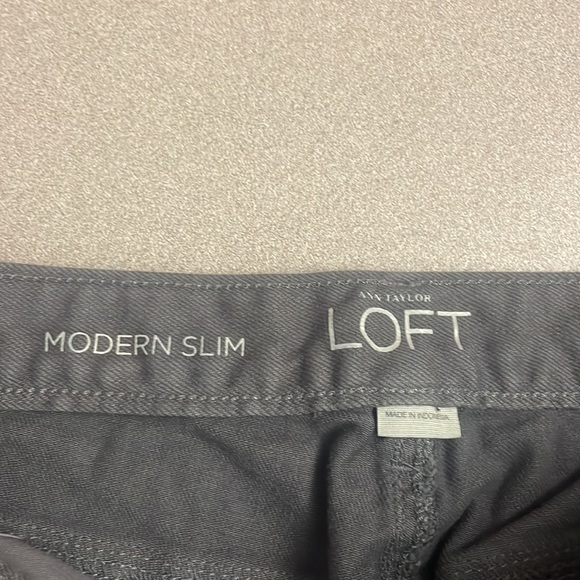 ANN TAYLOR
MODERN SLIM LOFT
MADE IN INDONESIA